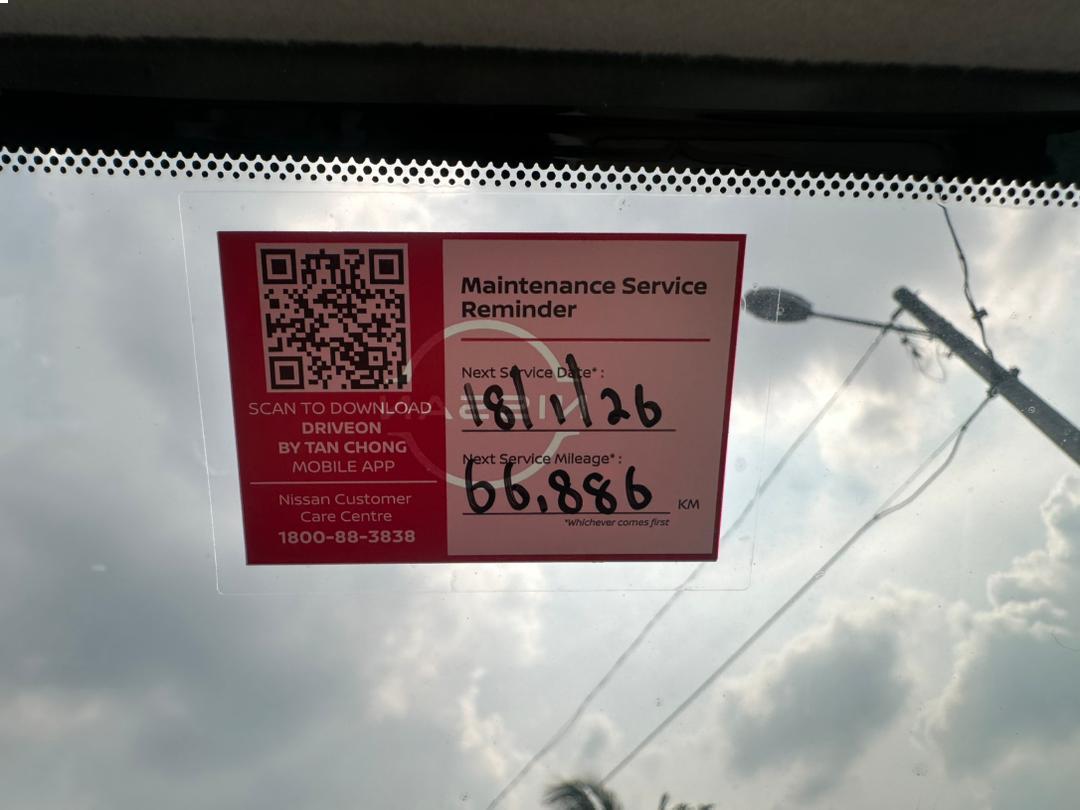 SCAN TO DOWNLOAD
DRIVEON
BY TAN CHONG
MOBILE APP
Nissan Customer
Care Centre
1800-88-3838
Maintenance Service
Reminder
Next Service Date* :
18/1/26
NISSAN
Next Service Mileage* :
66,886 KM
*Whichever comes first